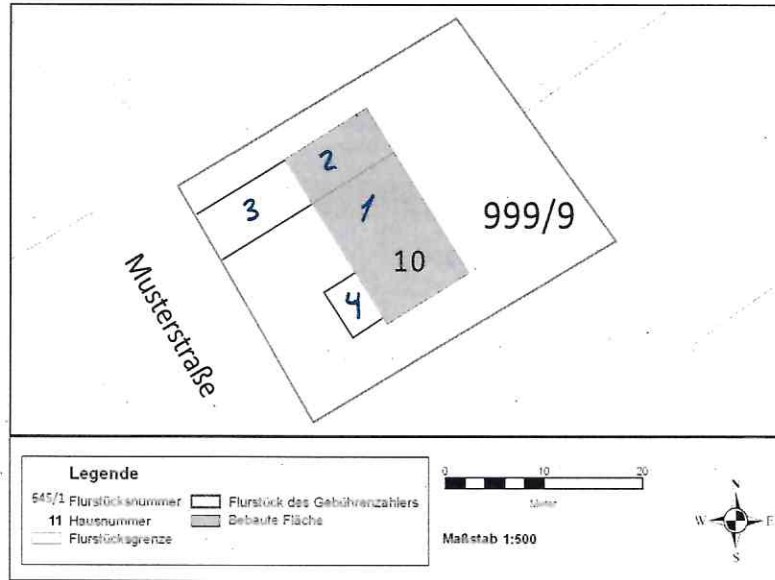 2
3
1
999/9
10
4
Musterstraße
Legende
645/1 Flurstücksnummer
Flurstück des Gebührenzahlers
11 Hausnummer
Bebaute Fläche
Flurstücksgrenze
0 10 20
Meter
Maßstab 1:500
N
W E
S